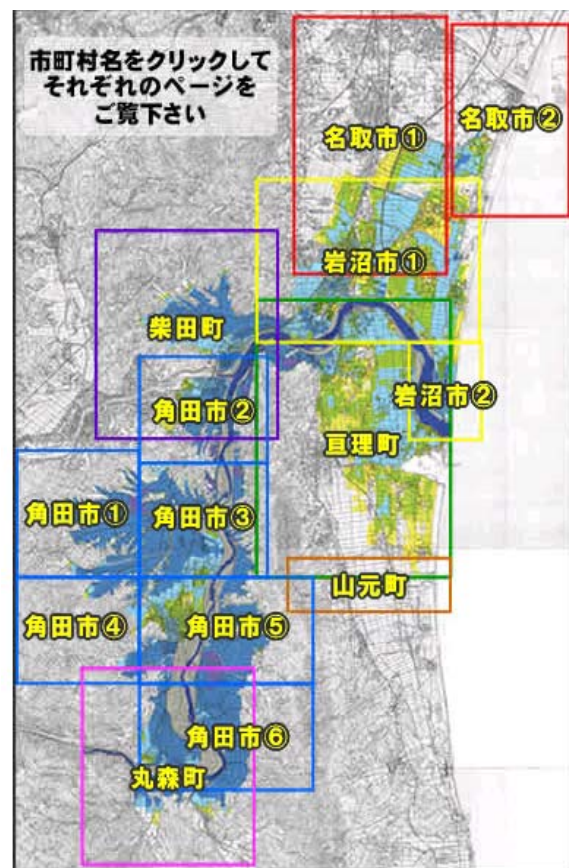 市町村名をクリックして
それぞれのページを
ご覧下さい
名取市①
名取市②
岩沼市①
柴田町
岩沼市②
角田市②
亘理町
角田市①
角田市③
山元町
角田市④
角田市⑤
角田市⑥
丸森町